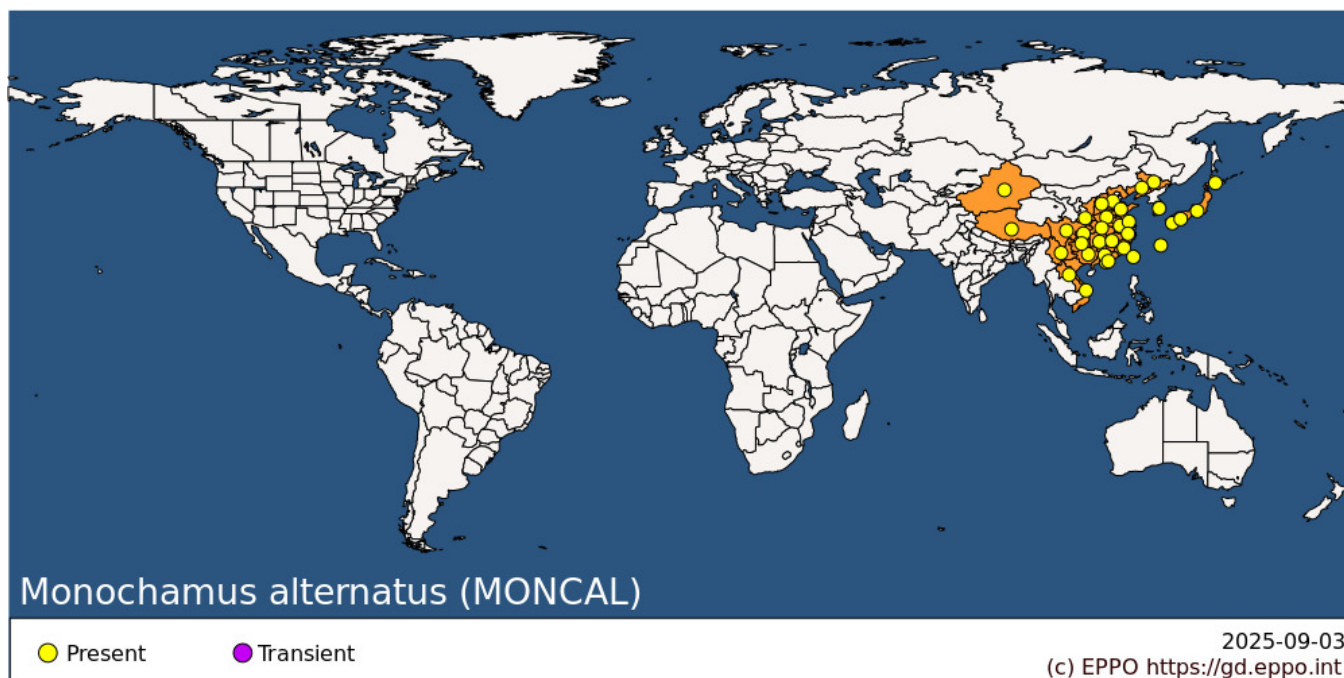 Monochamus alternatus (MONCAL)
Present
Transient
2025-09-03
(c) EPPO https://gd.eppo.int